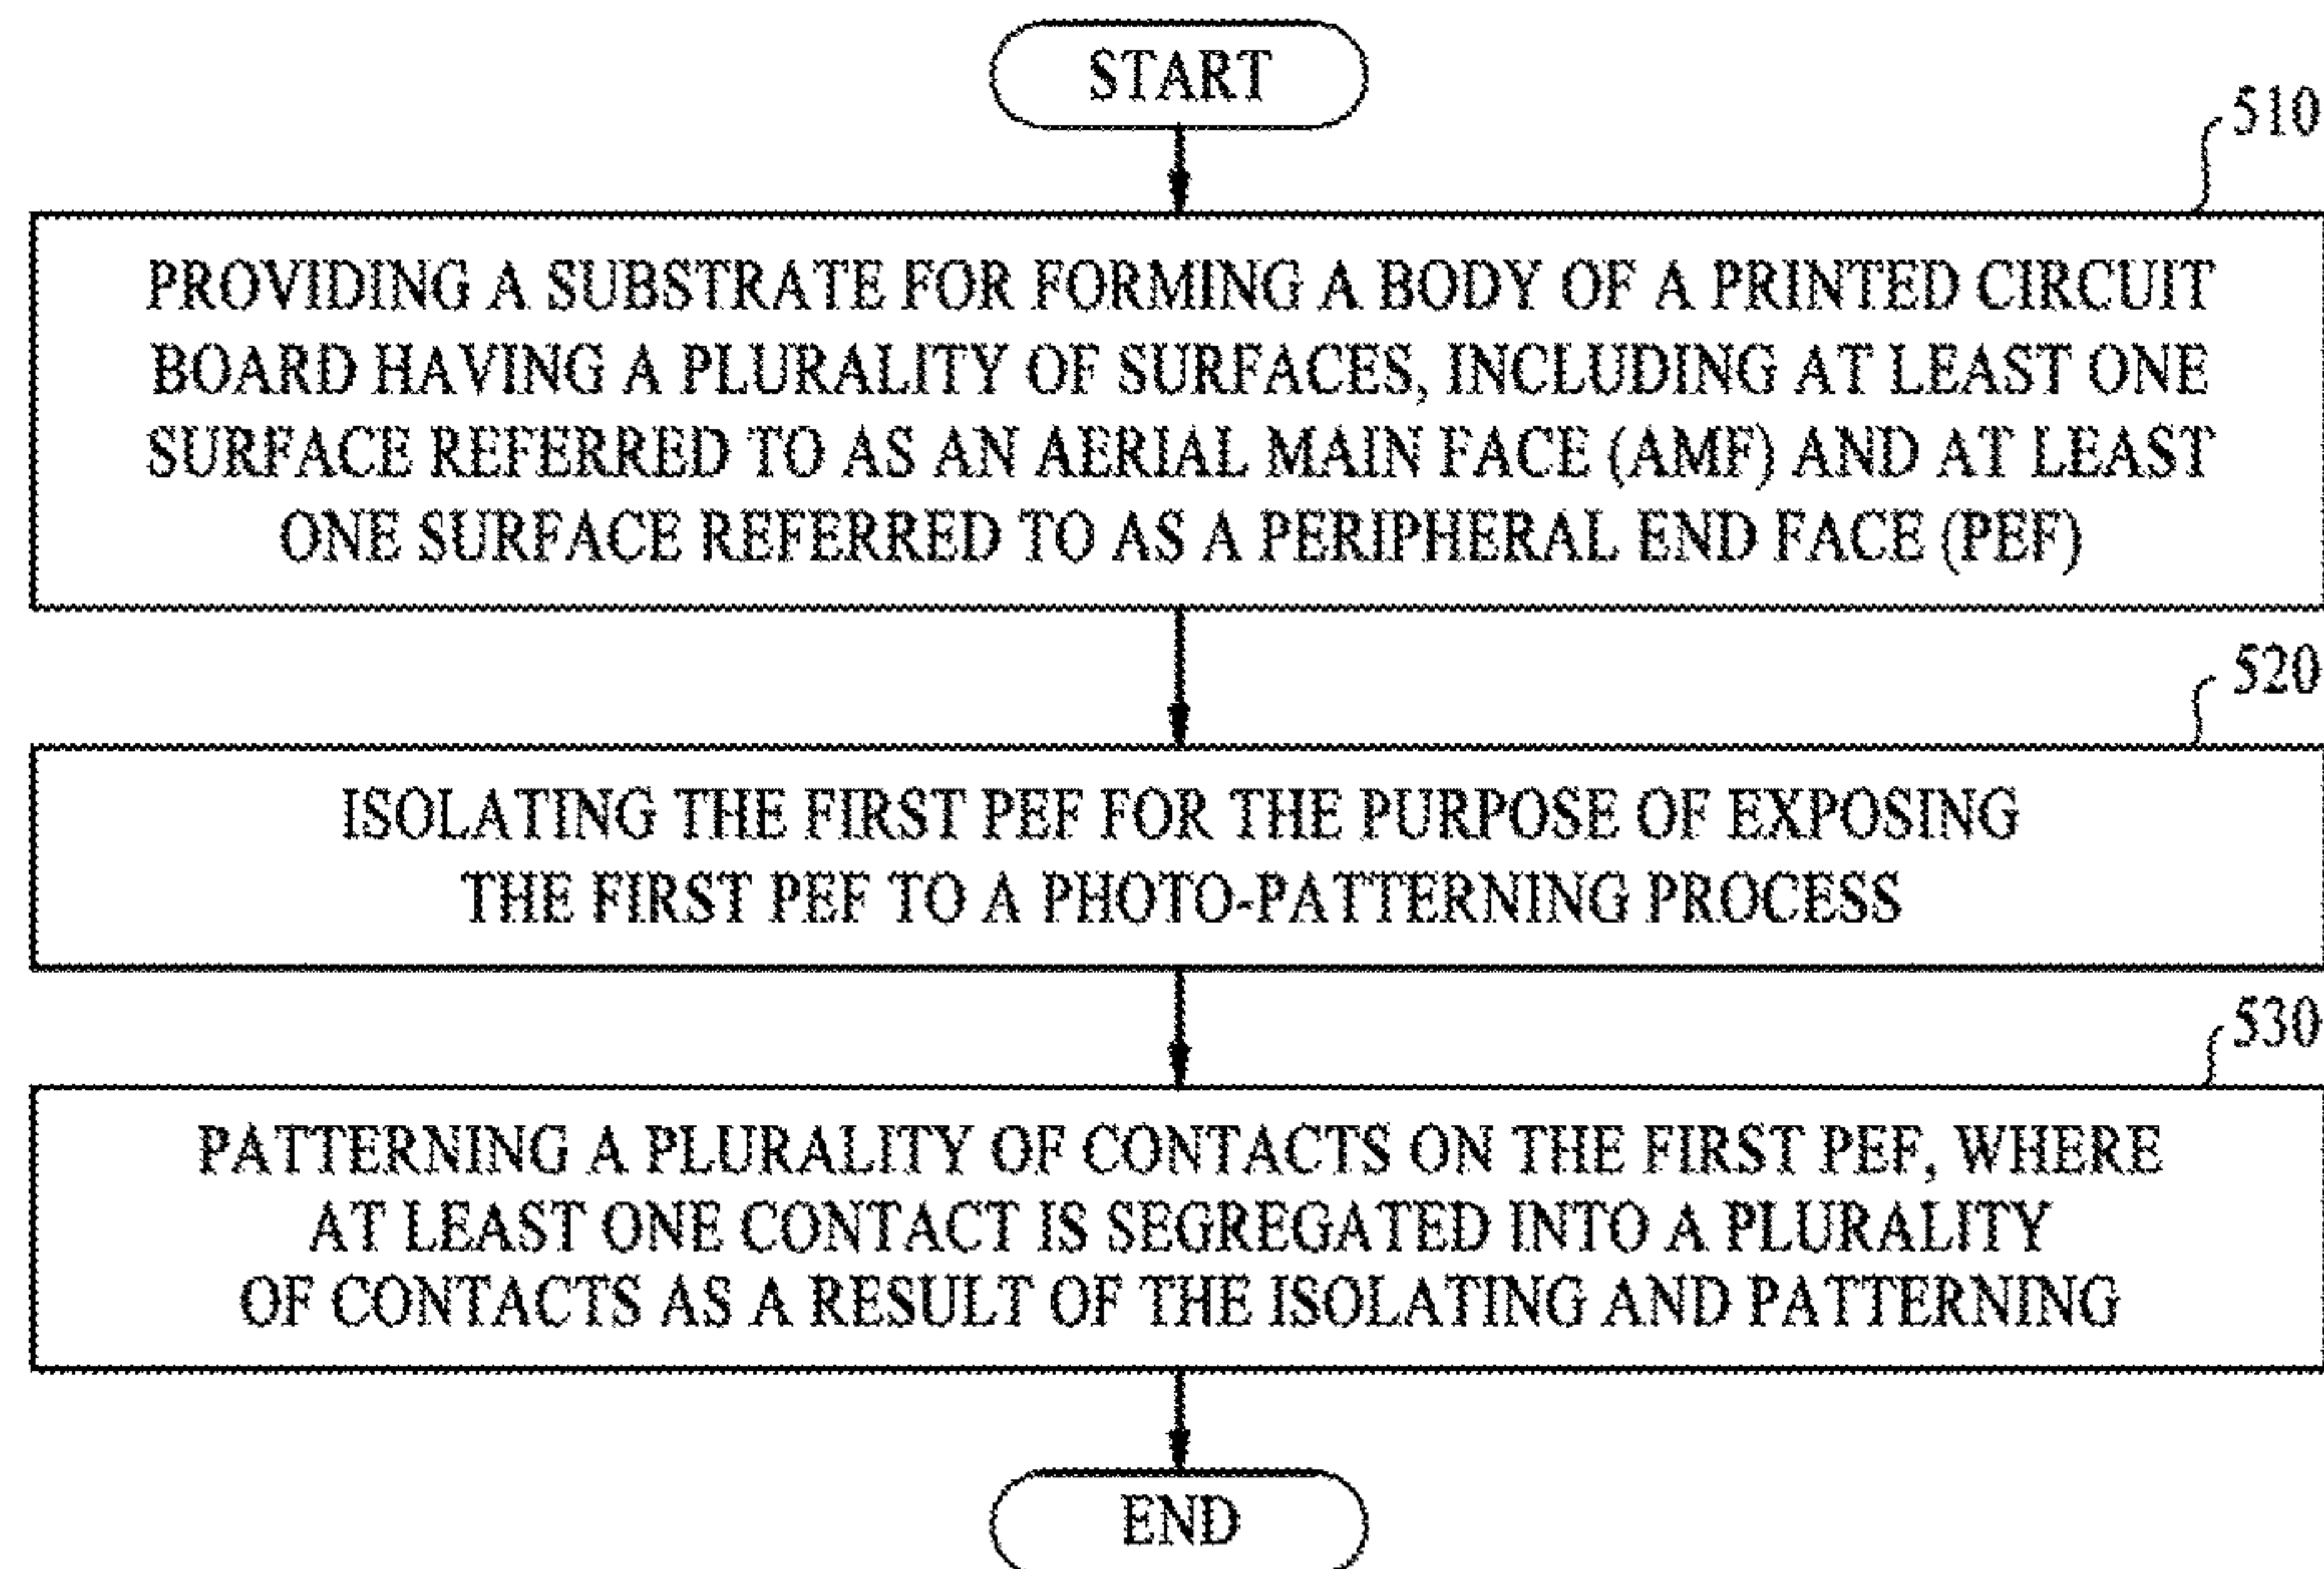 START
510
PROVIDING A SUBSTRATE FOR FORMING A BODY OF A PRINTED CIRCUIT
BOARD HAVING A PLURALITY OF SURFACES, INCLUDING AT LEAST ONE
SURFACE REFERRED TO AS AN AERIAL MAIN FACE (AMF) AND AT LEAST
ONE SURFACE REFERRED TO AS A PERIPHERAL END FACE (PEF)
520
ISOLATING THE FIRST PEF FOR THE PURPOSE OF EXPOSING
THE FIRST PEF TO A PHOTO-PATTERNING PROCESS
530
PATTERNING A PLURALITY OF CONTACTS ON THE FIRST PEF, WHERE
AT LEAST ONE CONTACT IS SEGREGATED INTO A PLURALITY
OF CONTACTS AS A RESULT OF THE ISOLATING AND PATTERNING
END